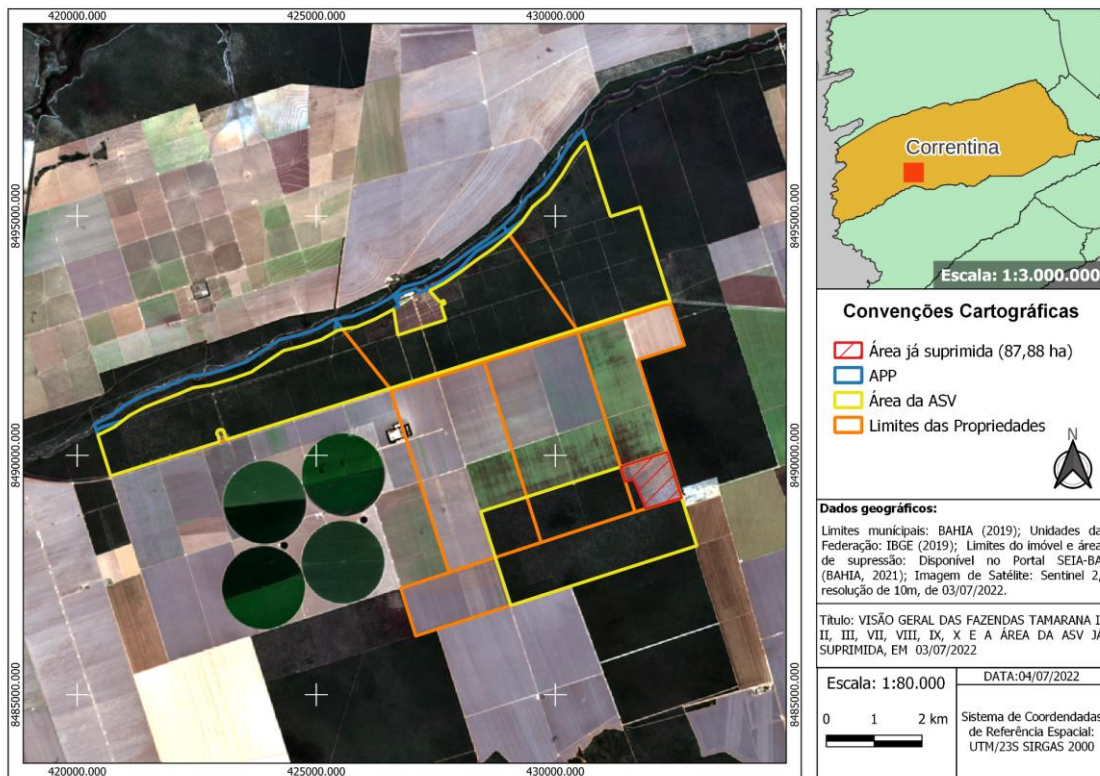 420000.000 425000.000 430000.000
8495000.000 8495000.000
8490000.000 8490000.000
8485000.000 8485000.000
420000.000 425000.000 430000.000
Correntina
Escala: 1:3.000.000
Convenções Cartográficas
Área já suprimida (87,88 ha)
APP
Área da ASV
Limites das Propriedades
N
Dados geográficos:
Limites municipais: BAHIA (2019); Unidades da
Federação: IBGE (2019); Limites do imóvel e área
de supressão: Disponível no Portal SEIA-BA
(BAHIA, 2021); Imagem de Satélite: Sentinel 2,
resolução de 10m, de 03/07/2022.
Título: VISÃO GERAL DAS FAZENDAS TAMARANA I,
II, III, VII, VIII, IX, X E A ÁREA DA ASV JÁ
SUPRIMIDA, EM 03/07/2022
Escala: 1:80.000
0 1 2 km
DATA:04/07/2022
Sistema de Coordendadas
de Referência Espacial:
UTM/23S SIRGAS 2000